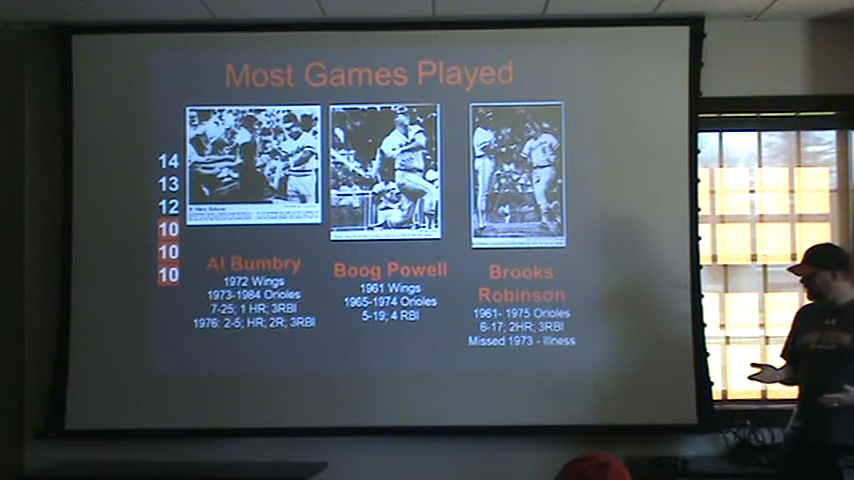 Most Games Played
14
13
12
10
10
10
Al Bumbry
1972 Wings
1973-1984 Orioles
7-25; 1 HR; 3RBI
1976: 2-5; HR; 2R; 3RBI
Boog Powell
1961 Wings
1965-1974 Orioles
5-19; 4 RBI
Brooks
Robinson
1961- 1975 Orioles
6-17; 2HR; 3RBI
Missed 1973 - Illness